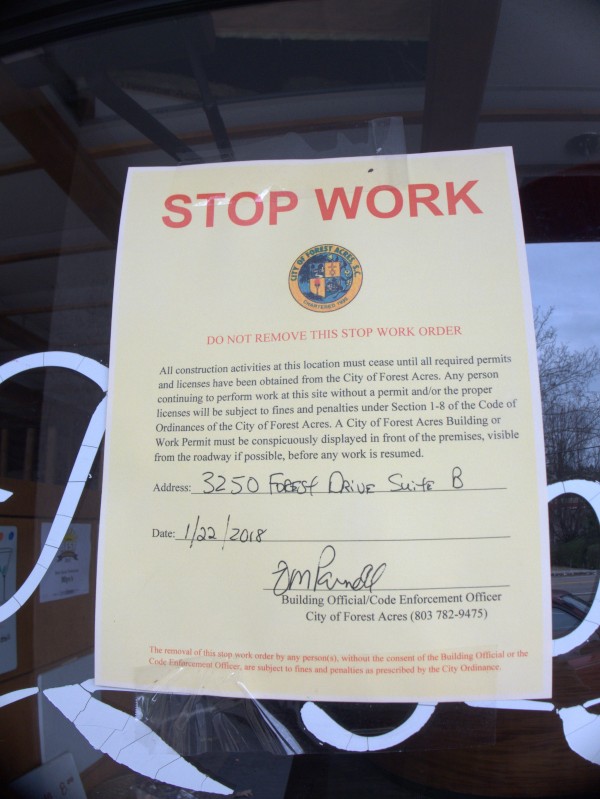 STOP WORK
CITY OF FOREST ACRES, S.C.
CHARTERED 1935
DO NOT REMOVE THIS STOP WORK ORDER
All construction activities at this location must cease until all required permits
and licenses have been obtained from the City of Forest Acres. Any person
continuing to perform work at this site without a permit and/or the proper
licenses will be subject to fines and penalties under Section 1-8 of the Code of
Ordinances of the City of Forest Acres. A City of Forest Acres Building or
Work Permit must be conspicuously displayed in front of the premises, visible
from the roadway if possible, before any work is resumed.
Address: 3250 FOREST DRIVE SuitE B
Date: 1/22/2018
Building Official/Code Enforcement Officer
City of Forest Acres (803 782-9475)
The removal of this stop work order by any person(s), without the consent of the Building Official or the
Code Enforcement Officer, are subject to fines and penalties as prescribed by the City Ordinance.